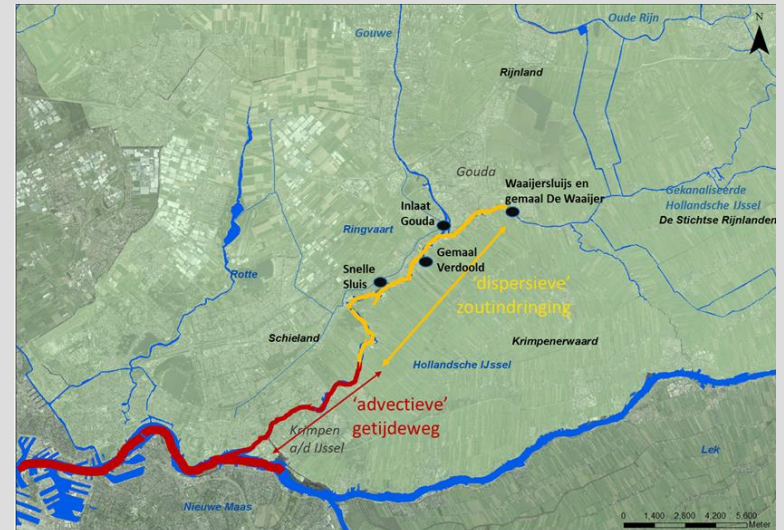 Oude Rijn
N
Gouwe
Rijnland
Gouda
Waaijersluijs en
gemaal De Waaijer
Gekanaliseerde
Hollandsche IJssel
De Stichtse Rijnlanden
Inlaat
Gouda
Ringvaart
Gemaal
Verdoold
Snelle
Sluis
Rotte
'dispersieve'
zoutindringing
Schieland
Krimpenerwaard
Hollandsche IJssel
'advectieve'
getijdeweg
Krimpen
a/d IJssel
Lek
Nieuwe Maas
0 1,400 2,800 4,200 5,600
Meter